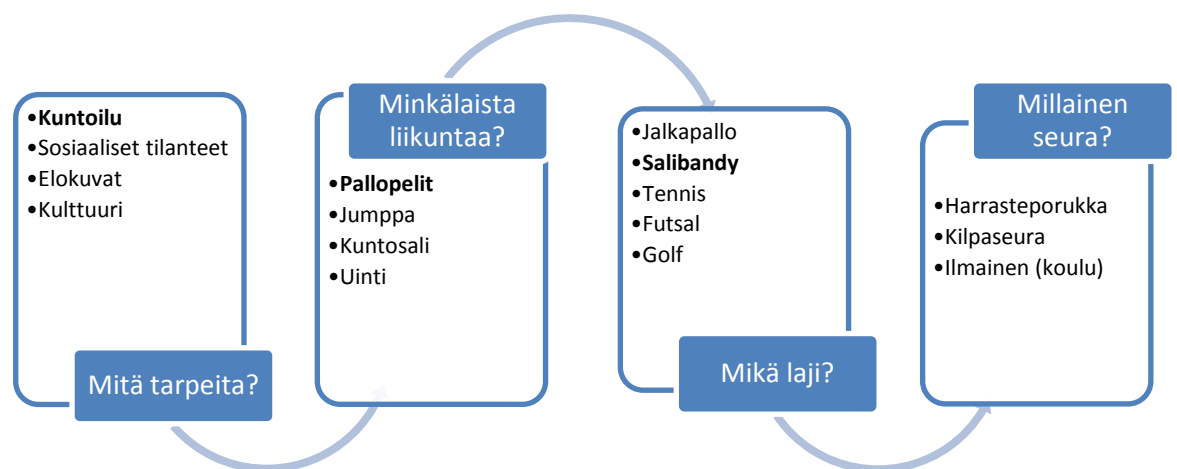 •Kuntoilu
•Sosiaaliset tilanteet
•Elokuvat
•Kulttuuri
Mitä tarpeita?
Minkälaista
liikuntaa?
•Pallopelit
•Jumppa
•Kuntosali
•Uinti
•Jalkapallo
•Salibandy
•Tennis
•Futsal
•Golf
Mikä laji?
Millainen
seura?
•Harrasteporukka
•Kilpaseura
•Ilmainen (koulu)